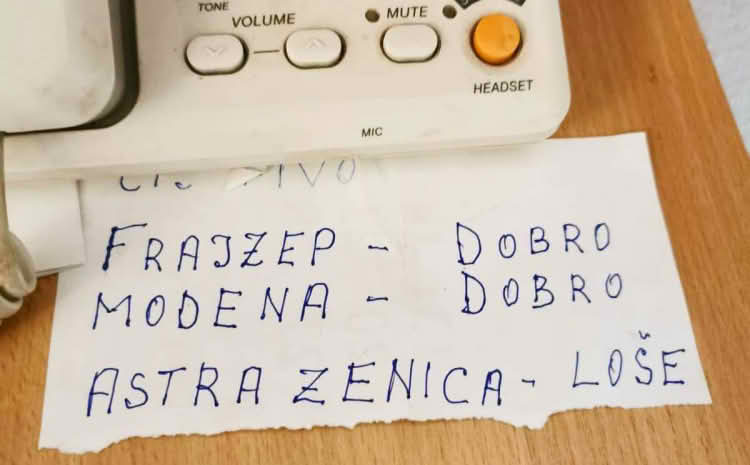 TONE
VOLUME
MUTE
HEADSET
MIC
FRAJZEP - DOBRO
MODENA - DOBRO
ASTRA ZENICA - LOŠE